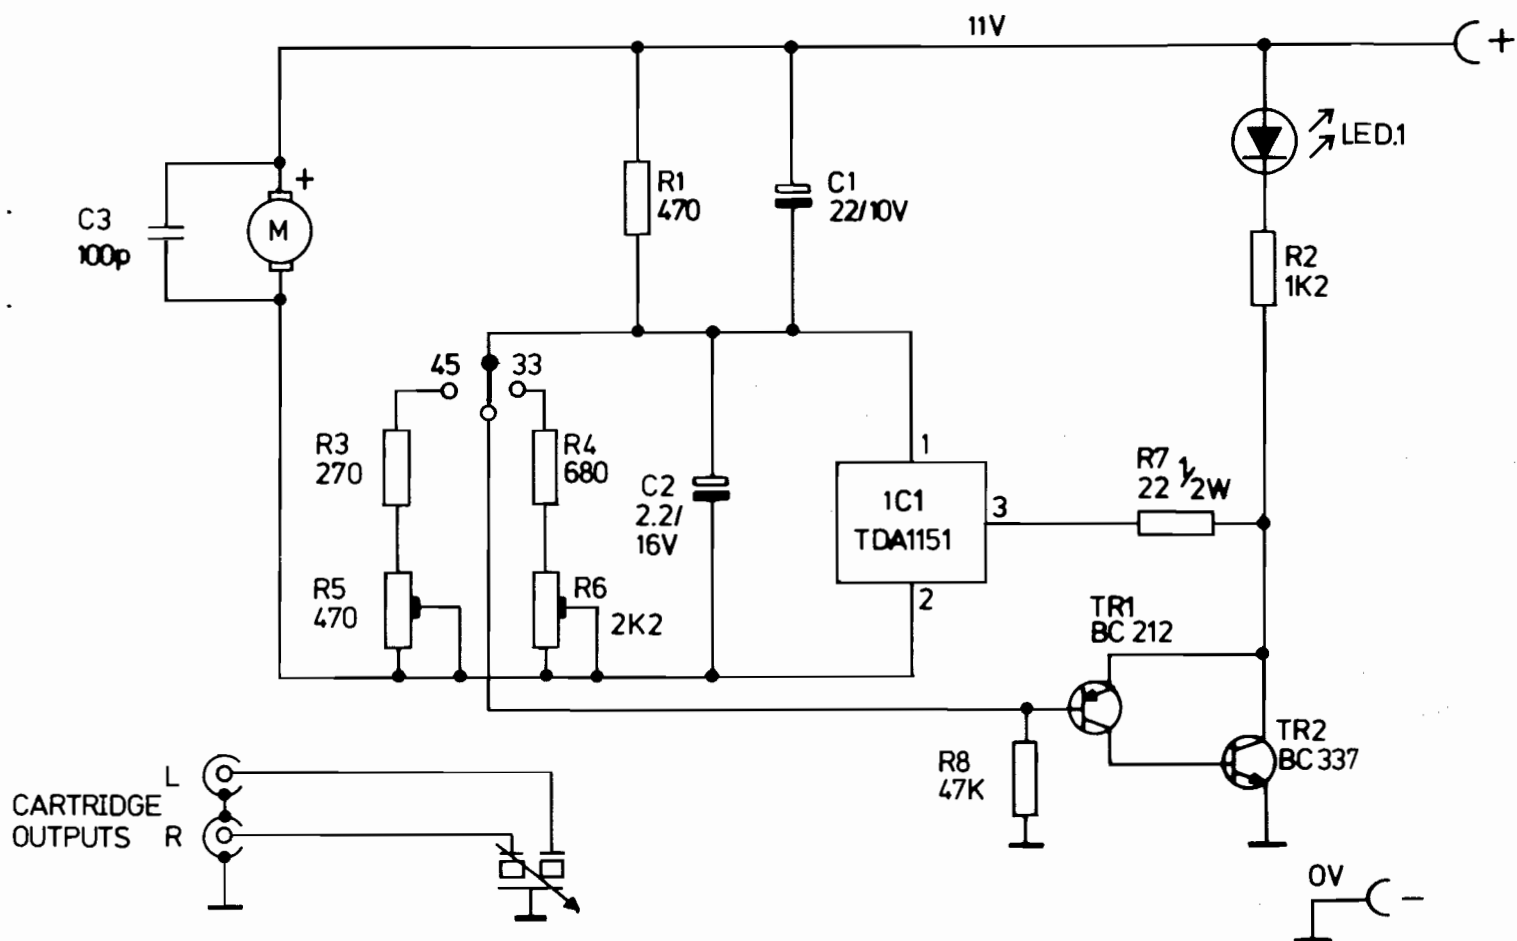 11V
+
LED.1
C3
100p
+
M
R1
470
C1
22/10V
R2
1K2
45
33
R3
270
R4
680
C2
2.2/
16V
1
IC1
TDA1151
3
2
R7
22 1/2W
R5
470
R6
2K2
TR1
BC 212
TR2
BC 337
R8
47K
L
CARTRIDGE
OUTPUTS R
0V
-